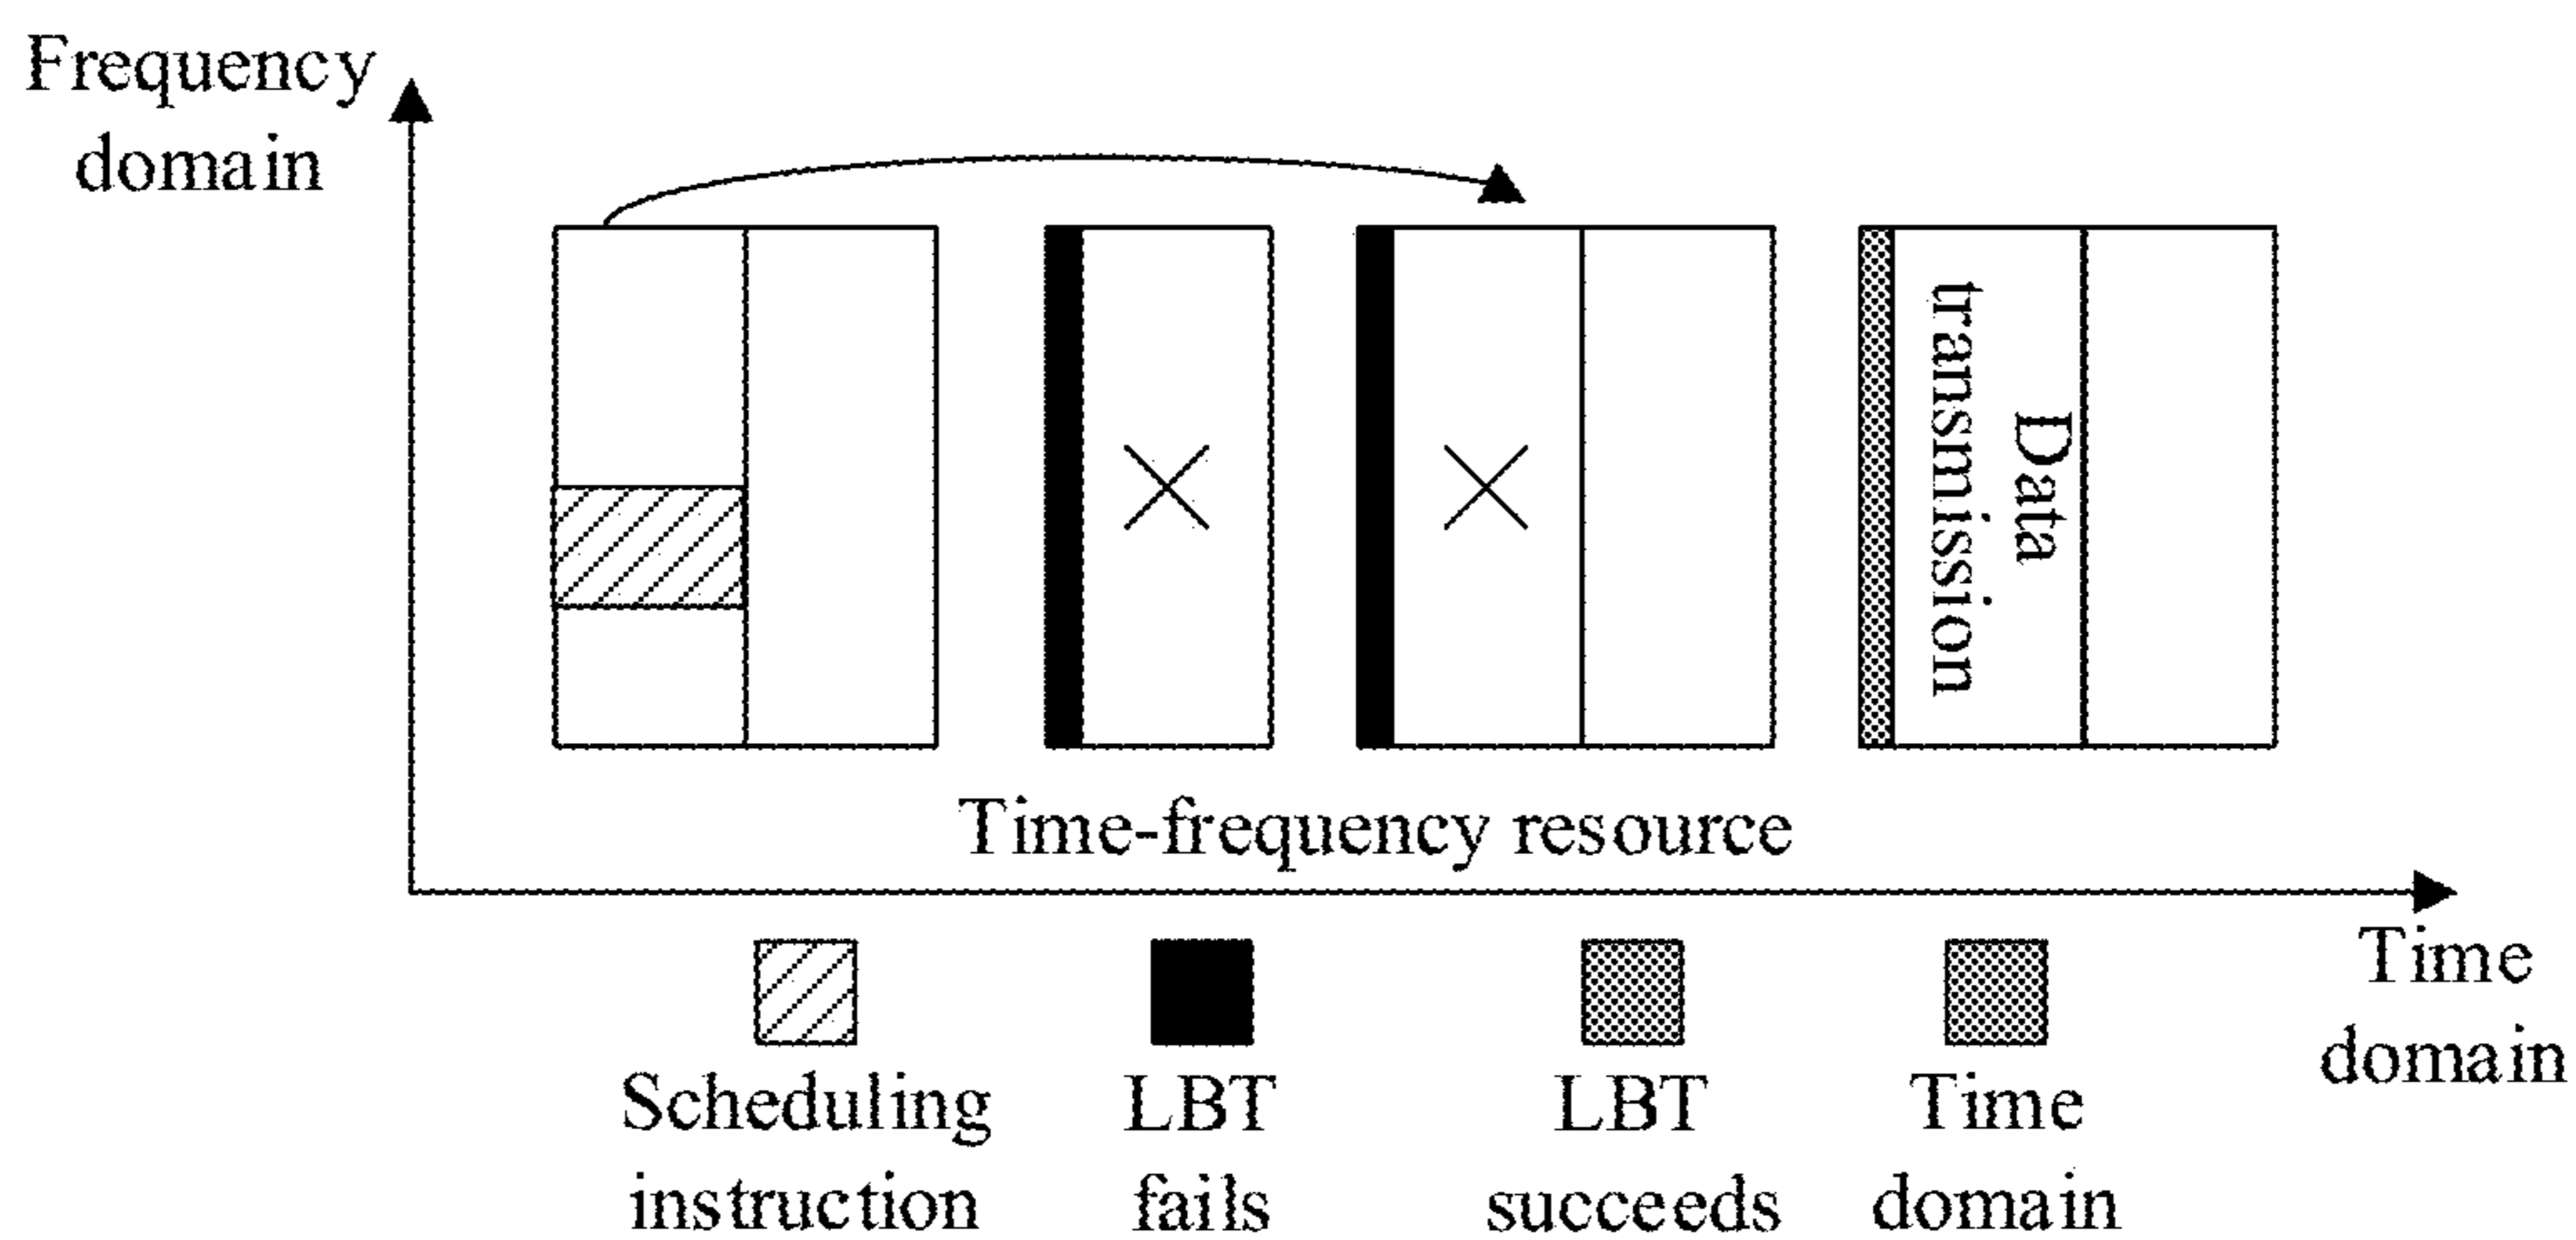 Frequency
domain
Data
transmission
Time-frequency resource
Time
domain
Scheduling
instruction
LBT
fails
LBT
succeeds
Time
domain